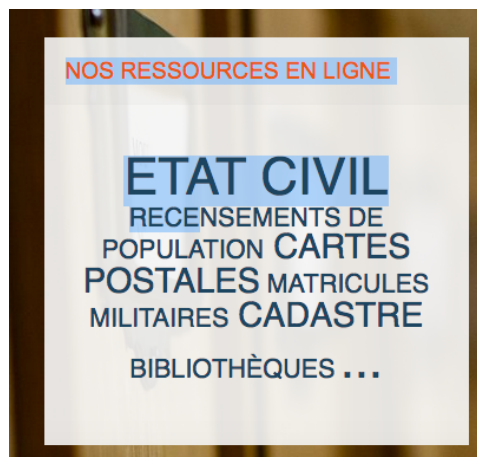 NOS RESSOURCES EN LIGNE
ETAT CIVIL
RECENSEMENTS DE
POPULATION CARTES
POSTALES MATRICULES
MILITAIRES CADASTRE
BIBLIOTHÈQUES ...